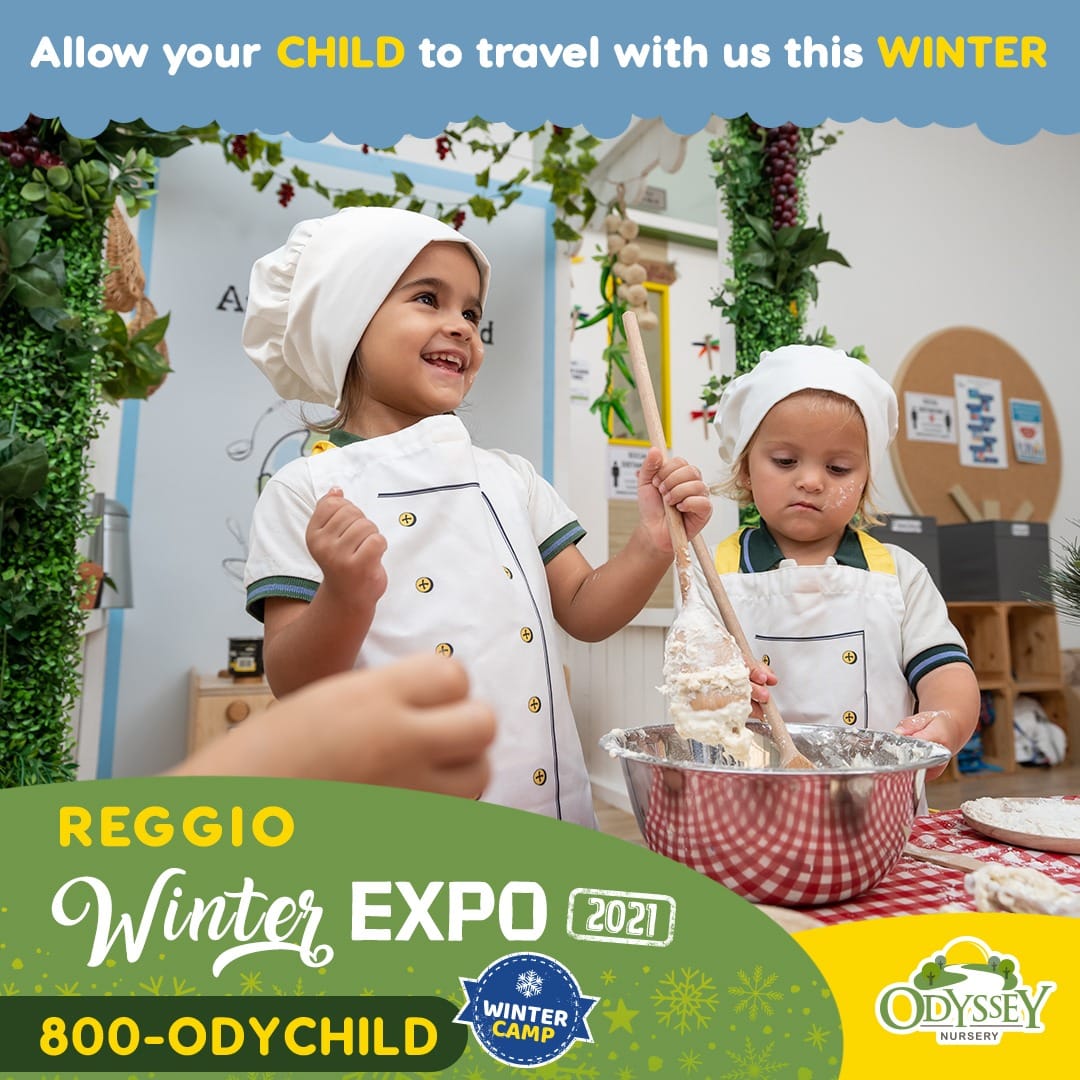 Allow your CHILD to travel with us this WINTER
REGGIO
Winter EXPO 2021
WINTER
CAMP
800-ODYCHILD
ODYSSEY
NURSERY